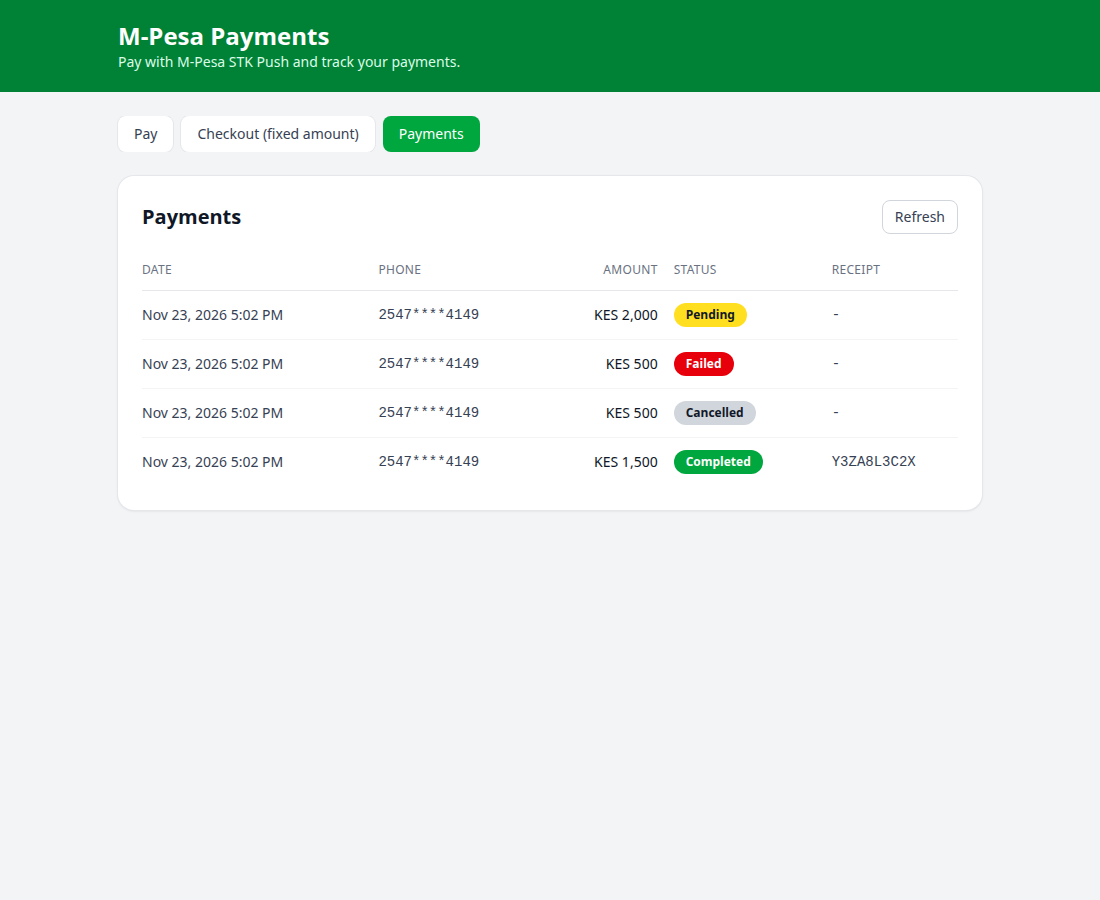 M-Pesa Payments
Pay with M-Pesa STK Push and track your payments.
Pay Checkout (fixed amount) Payments
Payments Refresh
DATE PHONE AMOUNT STATUS RECEIPT
Nov 23, 2026 5:02 PM 2547****4149 KES 2,000 Pending -
Nov 23, 2026 5:02 PM 2547****4149 KES 500 Failed -
Nov 23, 2026 5:02 PM 2547****4149 KES 500 Cancelled -
Nov 23, 2026 5:02 PM 2547****4149 KES 1,500 Completed Y3ZA8L3C2X